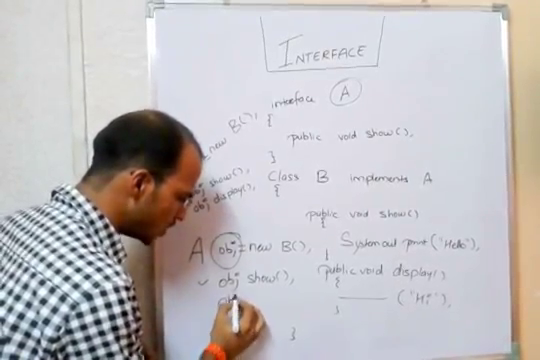 INTERFACE
interface A
{
public void show(),
}
new B(),
obj show(),
obj display(),
Class B implements A
{
public void show()
{
System out print ("Hello"),
}
public void display()
{
("Hi"),
}
}
A obj = new B(),
✓ obj show(),
ob